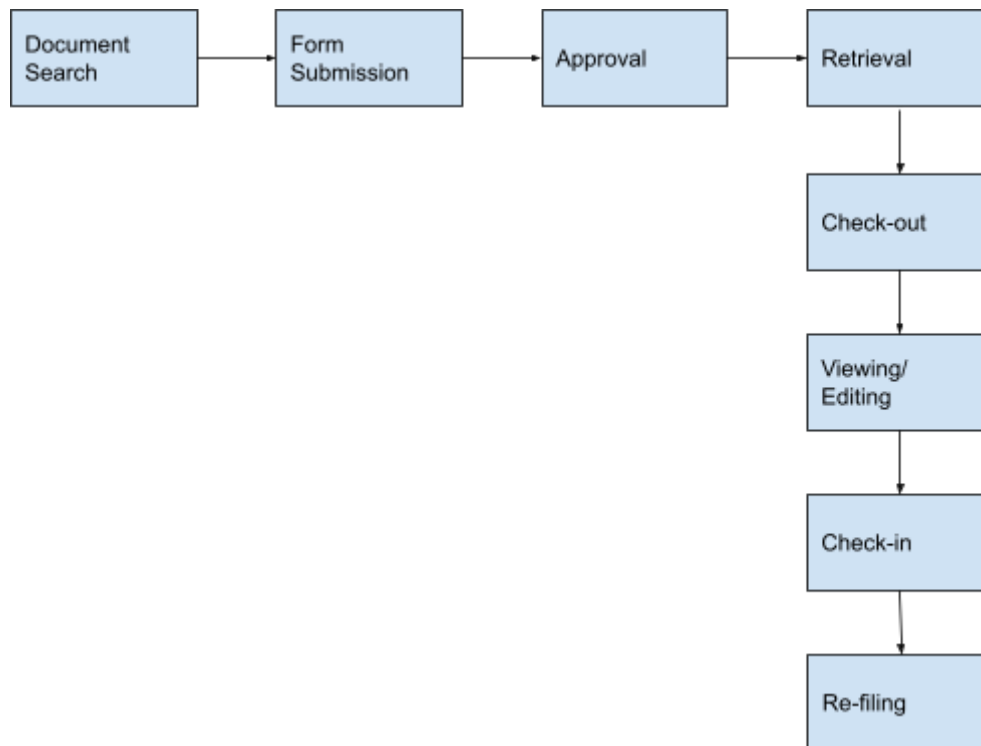 Document
Search
Form
Submission
Approval
Retrieval
Check-out
Viewing/
Editing
Check-in
Re-filing